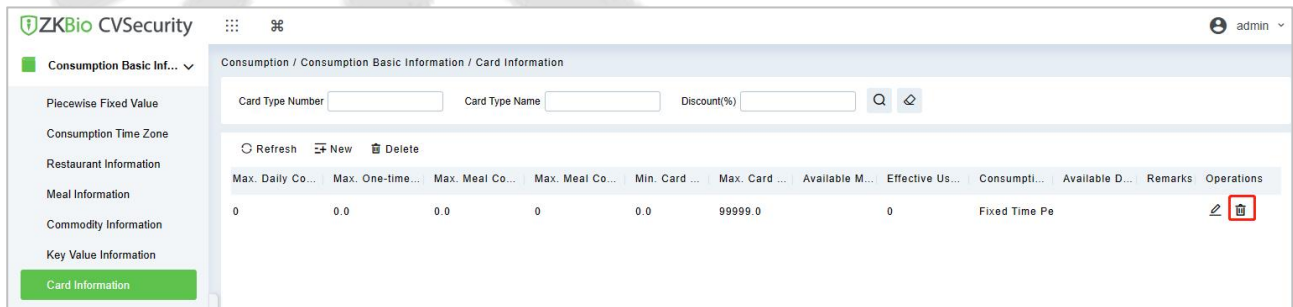 ZKBio CVSecurity admin
Consumption Basic Inf...
Consumption / Consumption Basic Information / Card Information
Piecewise Fixed Value
Consumption Time Zone
Restaurant Information
Meal Information
Commodity Information
Key Value Information
Card Information
Card Type Number Card Type Name Discount(%)
Refresh New Delete
Max. Daily Co... Max. One-time... Max. Meal Co... Max. Meal Co... Min. Card ... Max. Card ... Available M... Effective Us... Consumpti... Available D... Remarks Operations
0 0.0 0.0 0 0.0 99999.0 0 Fixed Time Pe